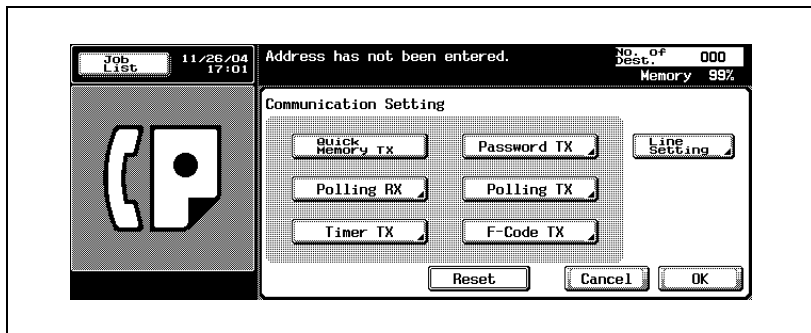 Job List
11/26/04
17:01
Address has not been entered.
No. of Dest. 000
Memory 99%
Communication Setting
Quick Memory TX
Password TX
Line Setting
Polling RX
Polling TX
Timer TX
F-Code TX
Reset
Cancel
OK